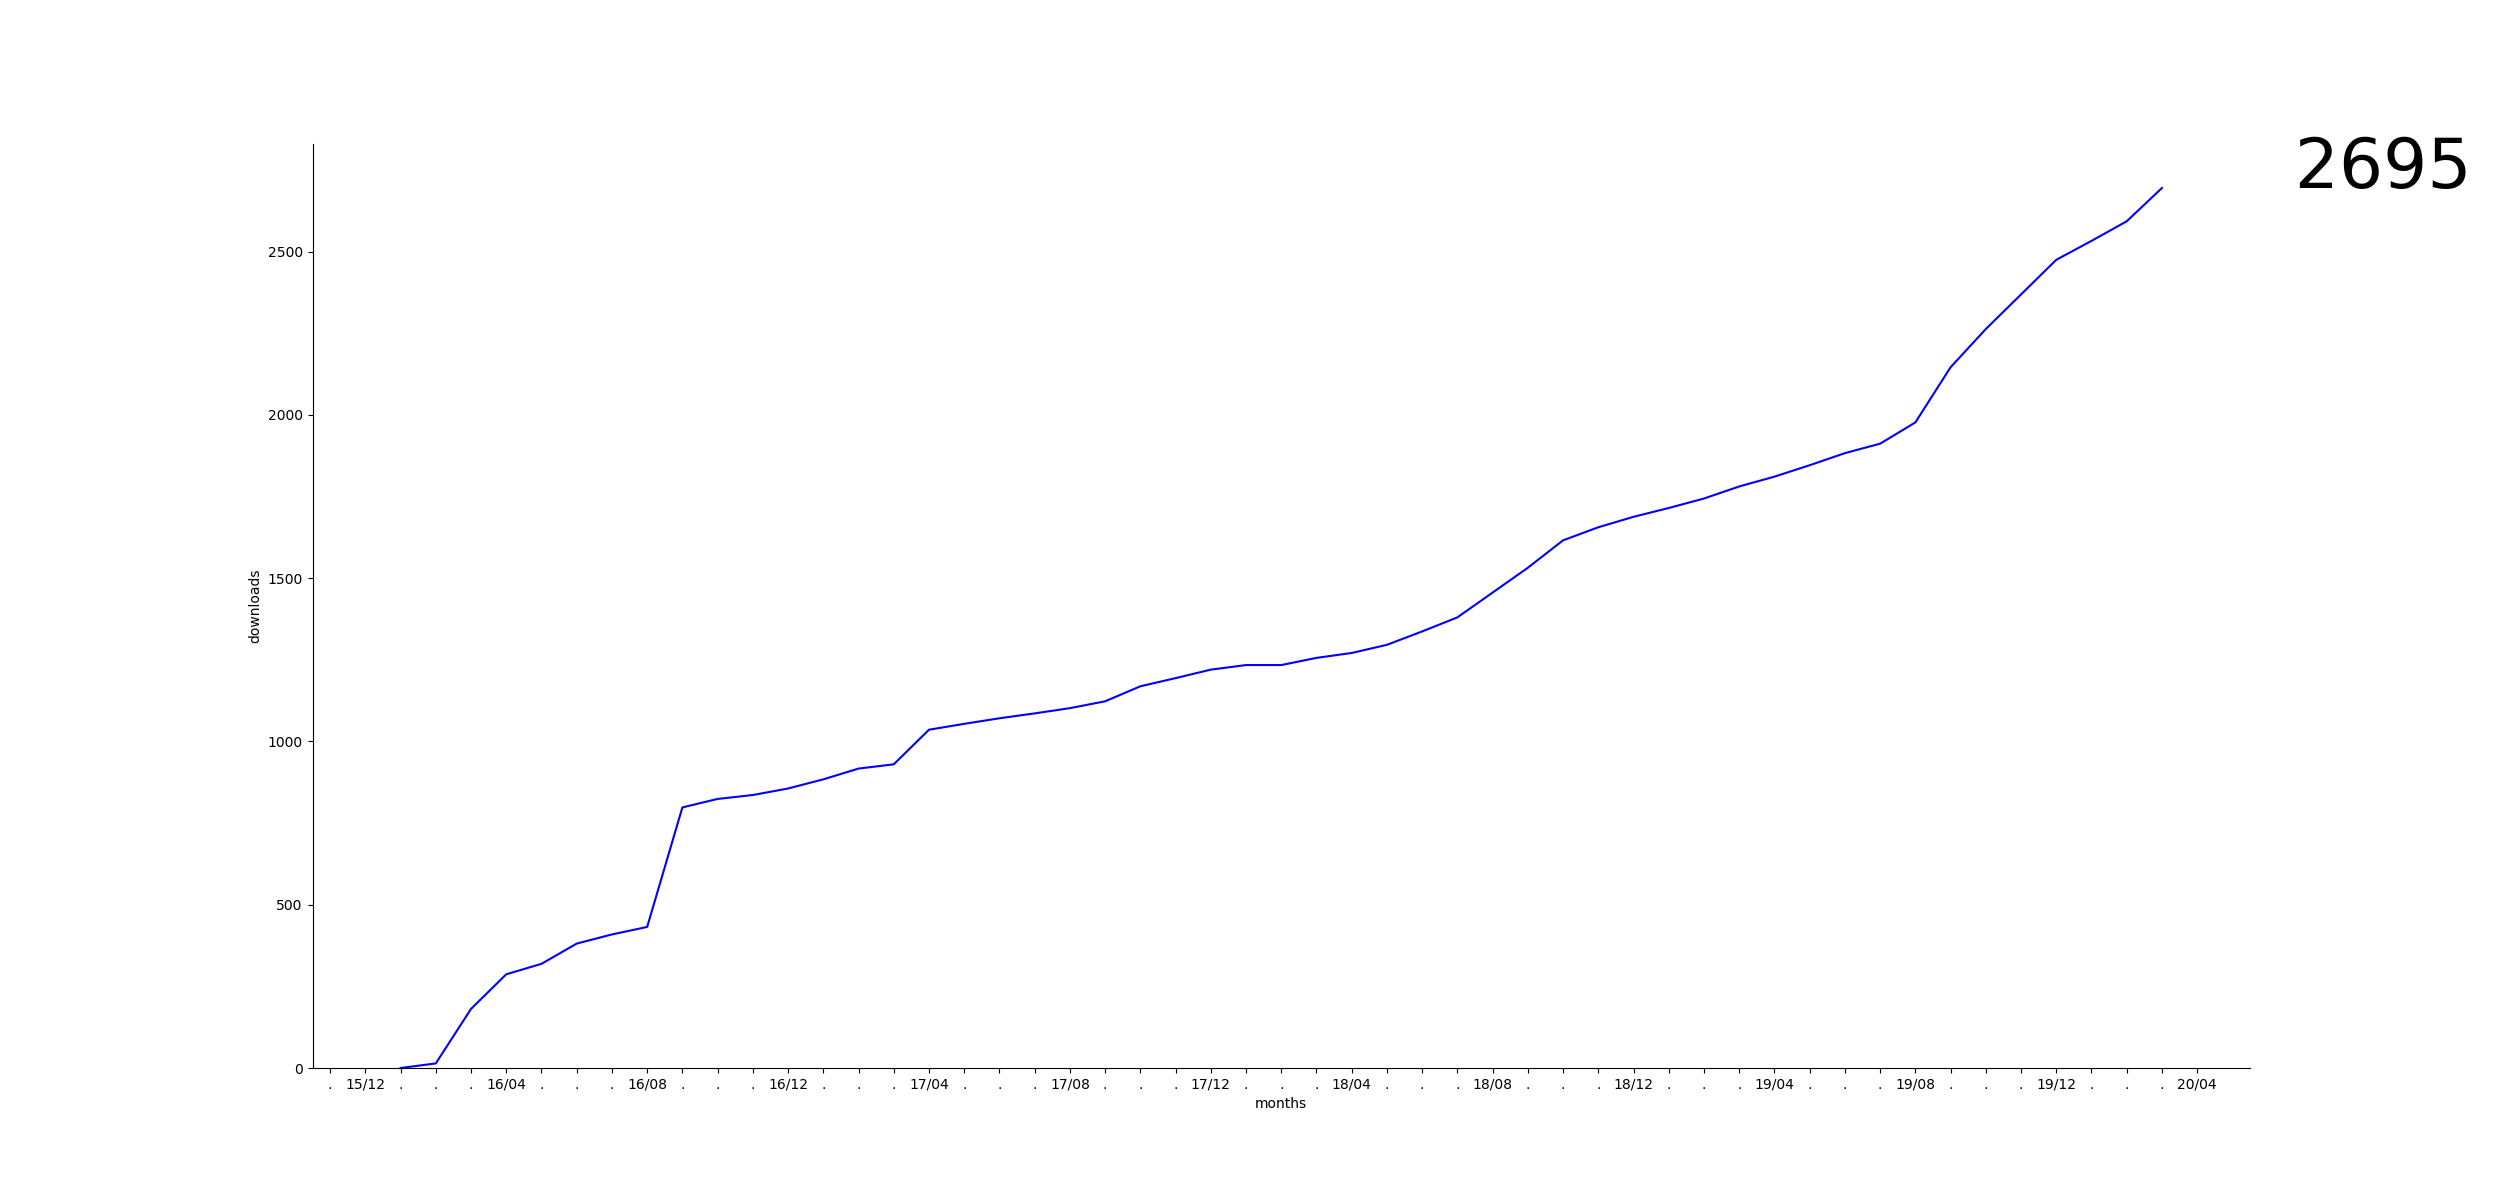 2695
2500
2000
1500
1000
500
0
downloads
. 15/12 . . . 16/04 . . . 16/08 . . . 16/12 . . . 17/04 . . . 17/08 . . . 17/12 . . . 18/04 . . . 18/08 . . . 18/12 . . . 19/04 . . . 19/08 . . . 19/12 . . . 20/04
months